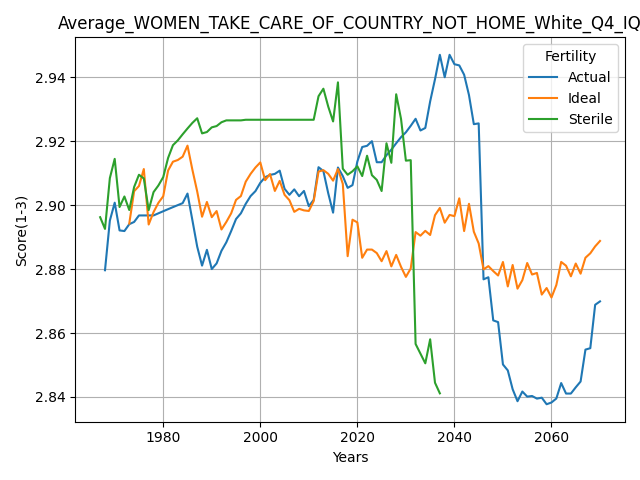 Average_WOMEN_TAKE_CARE_OF_COUNTRY_NOT_HOME_White_Q4_IQ
Fertility
Actual
Ideal
Sterile
Score(1-3)
2.94
2.92
2.90
2.88
2.86
2.84
1980 2000 2020 2040 2060
Years